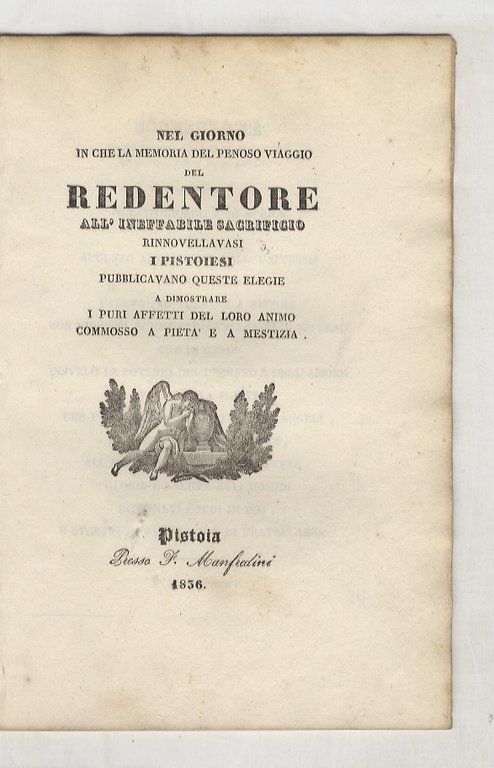 NEL GIORNO
IN CHE LA MEMORIA DEL PENOSO VIAGGIO
DEL
REDENTORE
ALL' INEFFABILE SACRIFICIO
RINNOVELLAVASI
I PISTOIESI
PUBBLICAVANO QUESTE ELEGIE
A DIMOSTRARE
I PURI AFFETTI DEL LORO ANIMO
COMMOSSO A PIETA' E A MESTIZIA .
Pistoia
Presso F. Manfredini
1836.